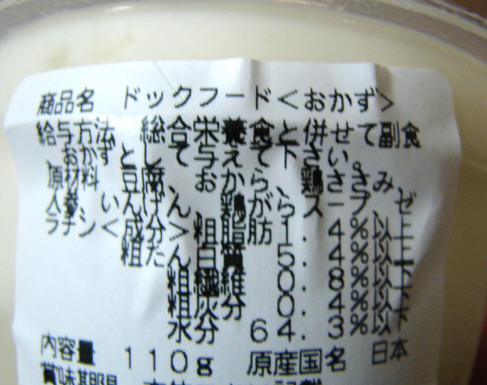 商品名 ドックフード<おかず>
給与方法 総合栄養食と併せて副食
、おかずとして与えて下さい。
原材料 豆腐、おから、鶏ささみ
人参、いんげん、鶏がらスープ、ゼ
ラチン<成分>粗脂肪1.4%以上
粗たん白質 5.4%以上
粗繊維 0.8%以下
粗灰分 0.4%以下
水分 64.3%以下
内容量 110g 原産国名 日本
賞味期限